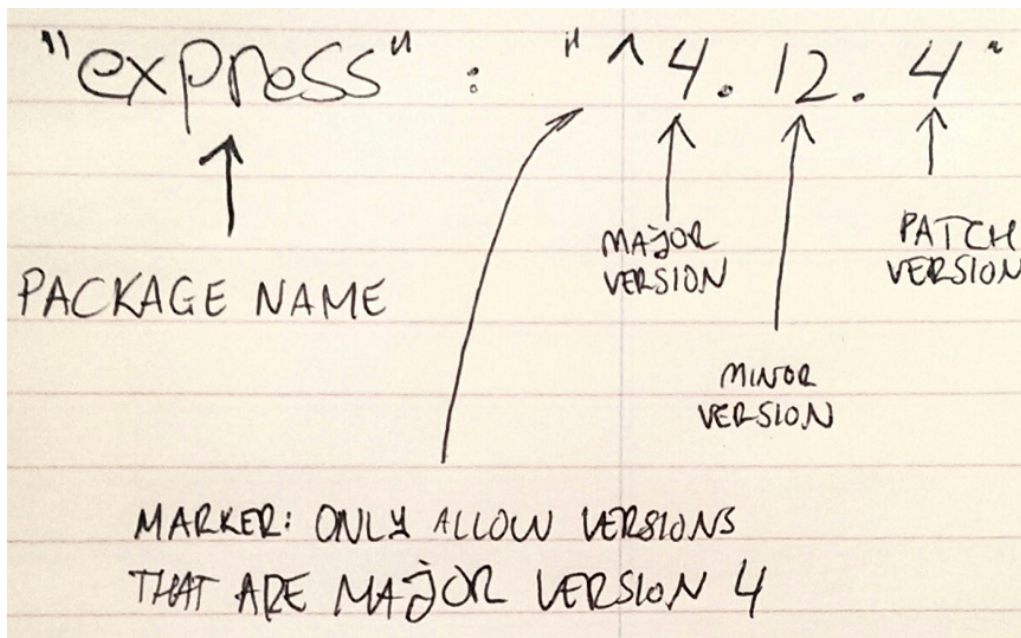 "express" : "^4.12.4"
PACKAGE NAME
MAJOR
VERSION
PATCH
VERSION
MINOR
VERSION
MARKER: ONLY ALLOW VERSIONS
THAT ARE MAJOR VERSION 4